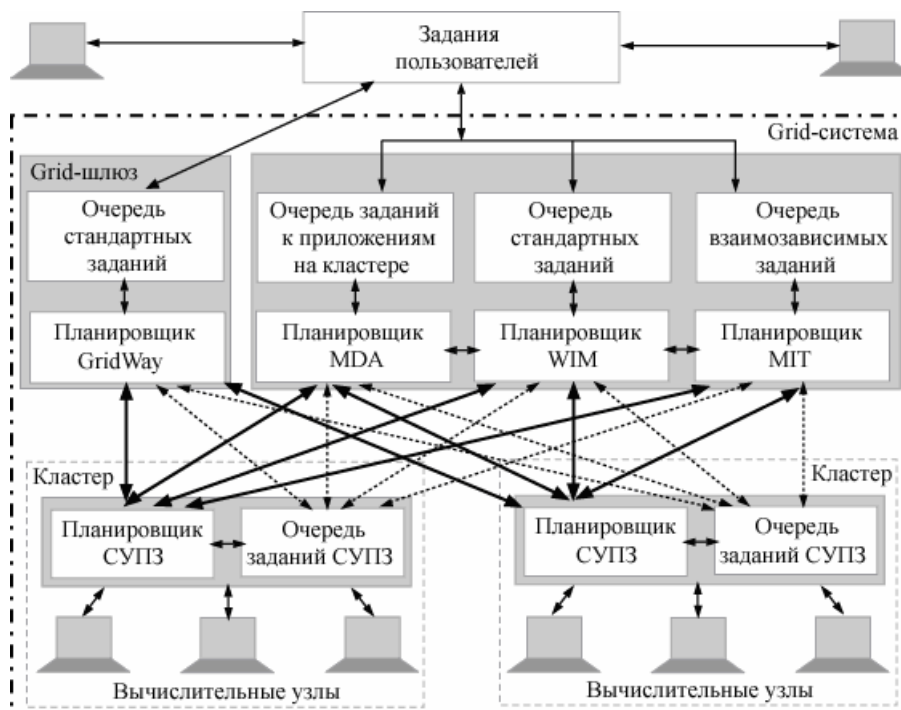 Задания
пользователей
Grid-система
Grid-шлюз
Очередь
стандартных
заданий
Очередь заданий
к приложениям
на кластере
Очередь
стандартных
заданий
Очередь
взаимозависимых
заданий
Планировщик
GridWay
Планировщик
MDA
Планировщик
WIM
Планировщик
MIT
Кластер
Планировщик
СУПЗ
Очередь
заданий СУПЗ
Вычислительные узлы
Кластер
Планировщик
СУПЗ
Очередь
заданий СУПЗ
Вычислительные узлы